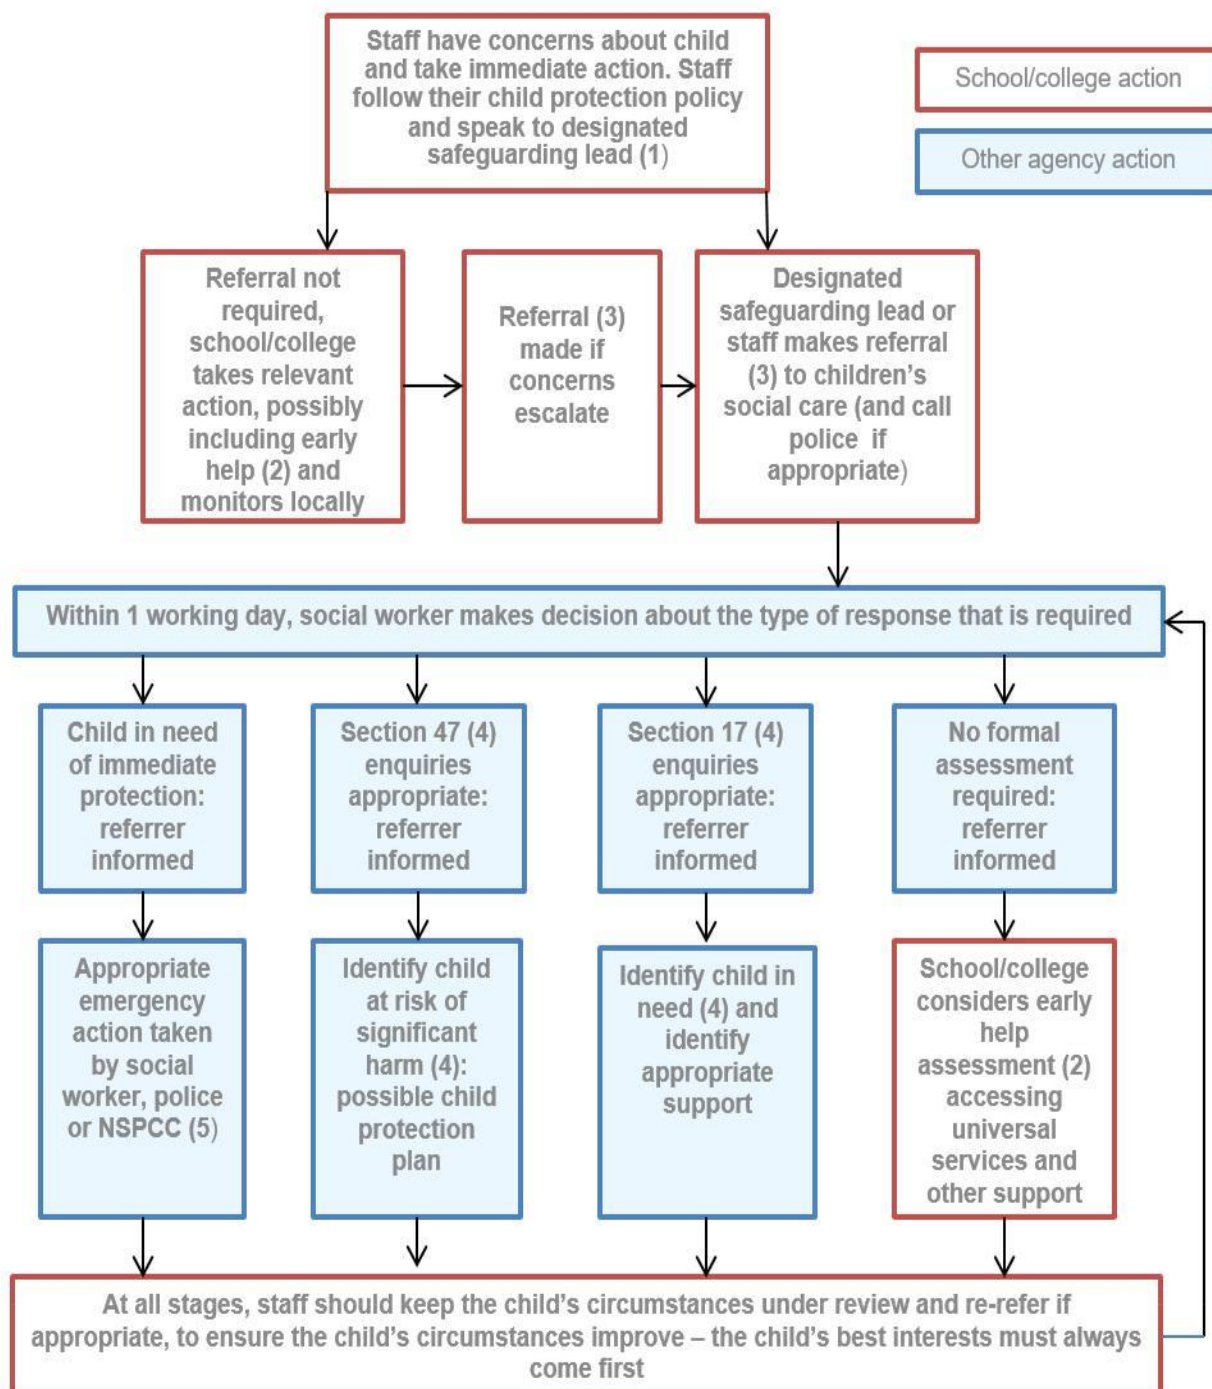 Staff have concerns about child
and take immediate action. Staff
follow their child protection policy
and speak to designated
safeguarding lead (1)
School/college action
Other agency action
Referral not
required,
school/college
takes relevant
action, possibly
including early
help (2) and
monitors locally
Referral (3)
made if
concerns
escalate
Designated
safeguarding lead or
staff makes referral
(3) to children’s
social care (and call
police if
appropriate)
Within 1 working day, social worker makes decision about the type of response that is required
Child in need
of immediate
protection:
referrer
informed
Section 47 (4)
enquiries
appropriate:
referrer
informed
Section 17 (4)
enquiries
appropriate:
referrer
informed
No formal
assessment
required:
referrer
informed
Appropriate
emergency
action taken
by social
worker, police
or NSPCC (5)
Identify child
at risk of
significant
harm (4):
possible child
protection
plan
Identify child in
need (4) and
identify
appropriate
support
School/college
considers early
help
assessment (2)
accessing
universal
services and
other support
At all stages, staff should keep the child’s circumstances under review and re-refer if
appropriate, to ensure the child’s circumstances improve – the child’s best interests must always
come first